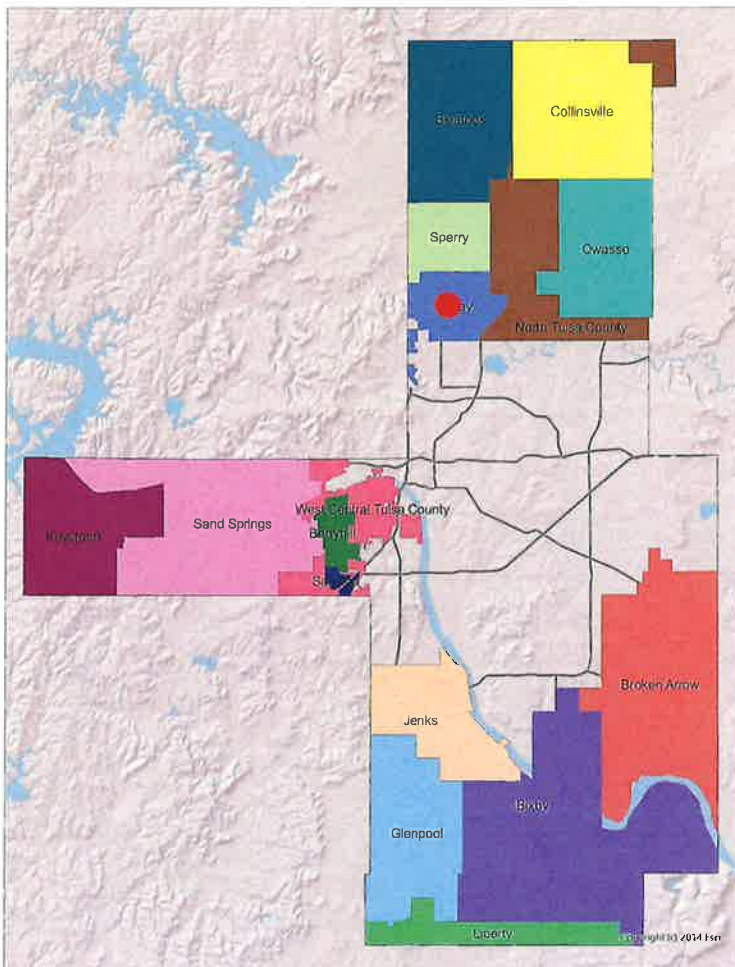 Collinsville
Sperry
Owasso
North Tulsa County
Sand Springs
West Central Tulsa County
Broken Arrow
Jenks
Bixby
Glenpool
Liberty
Copyright (c) 2014 Esri